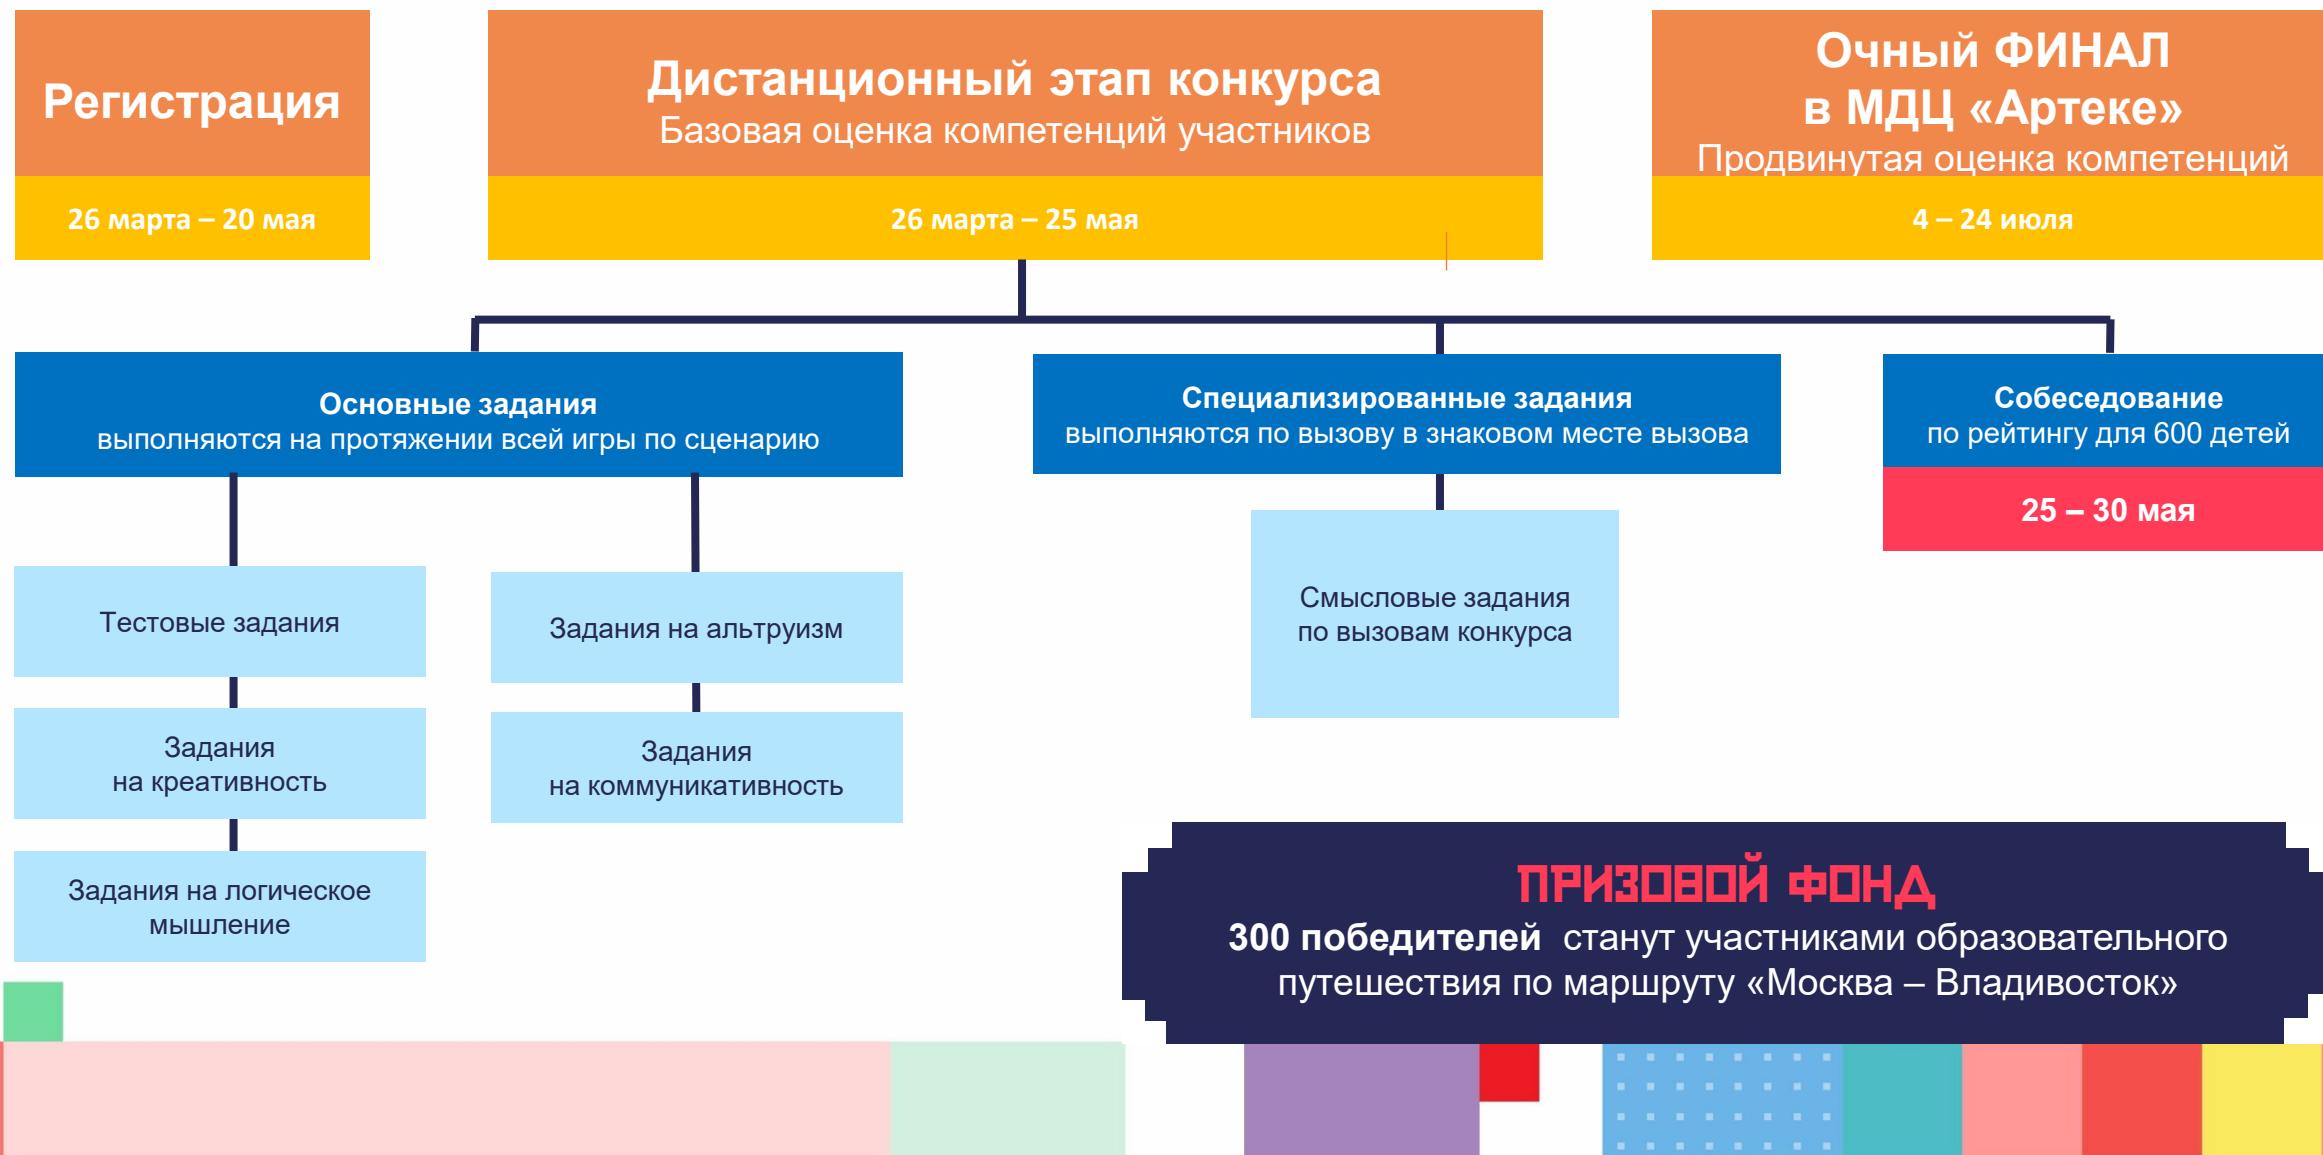 Регистрация
26 марта – 20 мая
Дистанционный этап конкурса
Базовая оценка компетенций участников
26 марта – 25 мая
Очный ФИНАЛ
в МДЦ «Артеке»
Продвинутая оценка компетенций
4 – 24 июля
Основные задания
выполняются на протяжении всей игры по сценарию
Специализированные задания
выполняются по вызову в знаковом месте вызова
Собеседование
по рейтингу для 600 детей
25 – 30 мая
Тестовые задания
Задания
на креативность
Задания на логическое
мышление
Задания на альтруизм
Задания
на коммуникативность
Смысловые задания
по вызовам конкурса
ПРИЗОВОЙ ФОНД
300 победителей станут участниками образовательного
путешествия по маршруту «Москва – Владивосток»